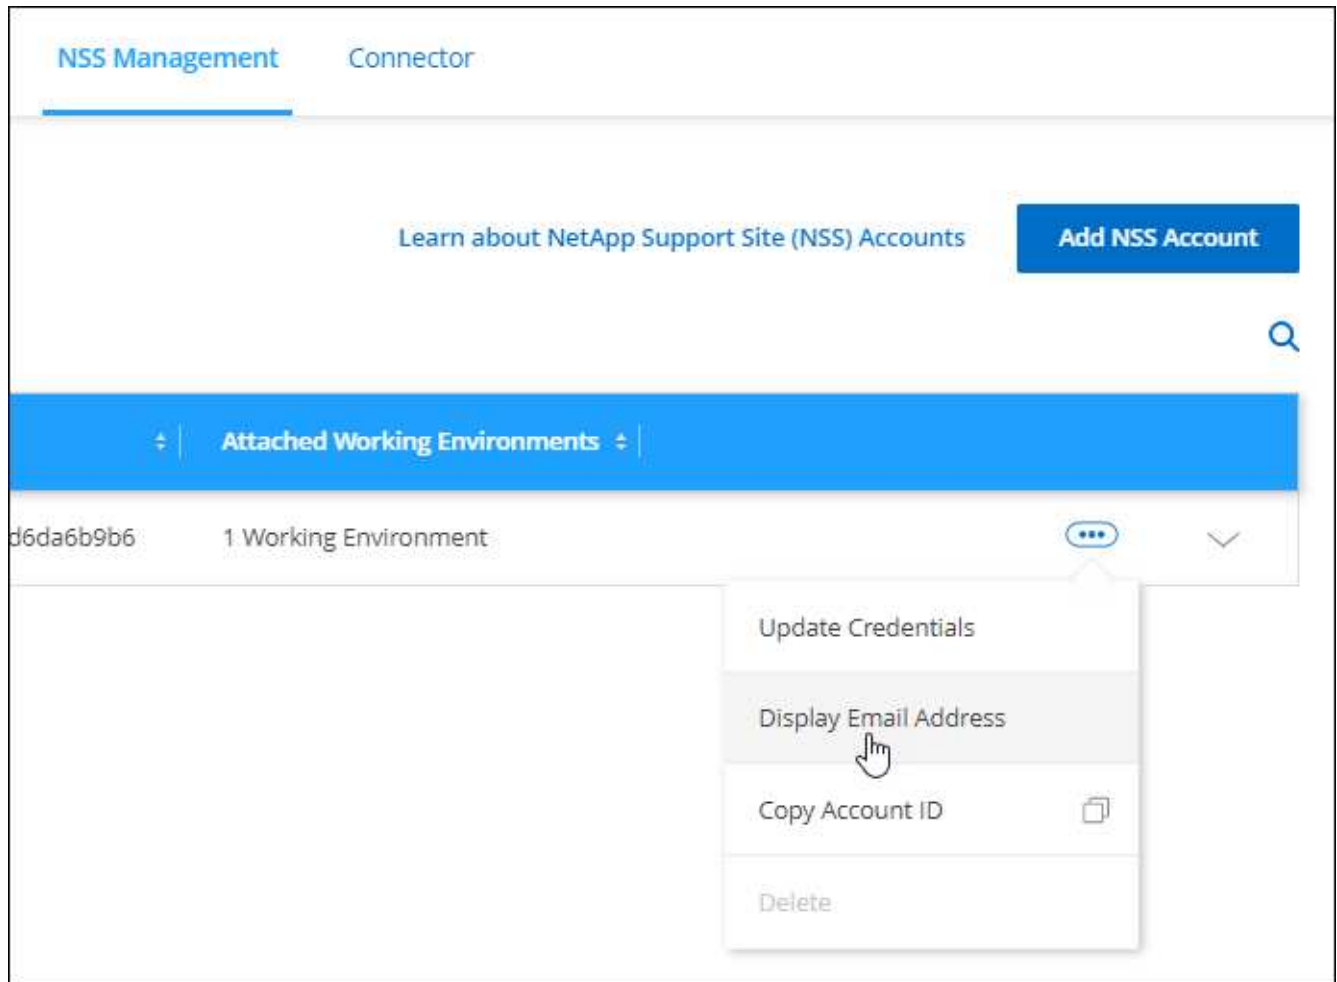 NSS Management Connector
Learn about NetApp Support Site (NSS) Accounts Add NSS Account
Attached Working Environments
d6da6b9b6 1 Working Environment
Update Credentials
Display Email Address
Copy Account ID
Delete